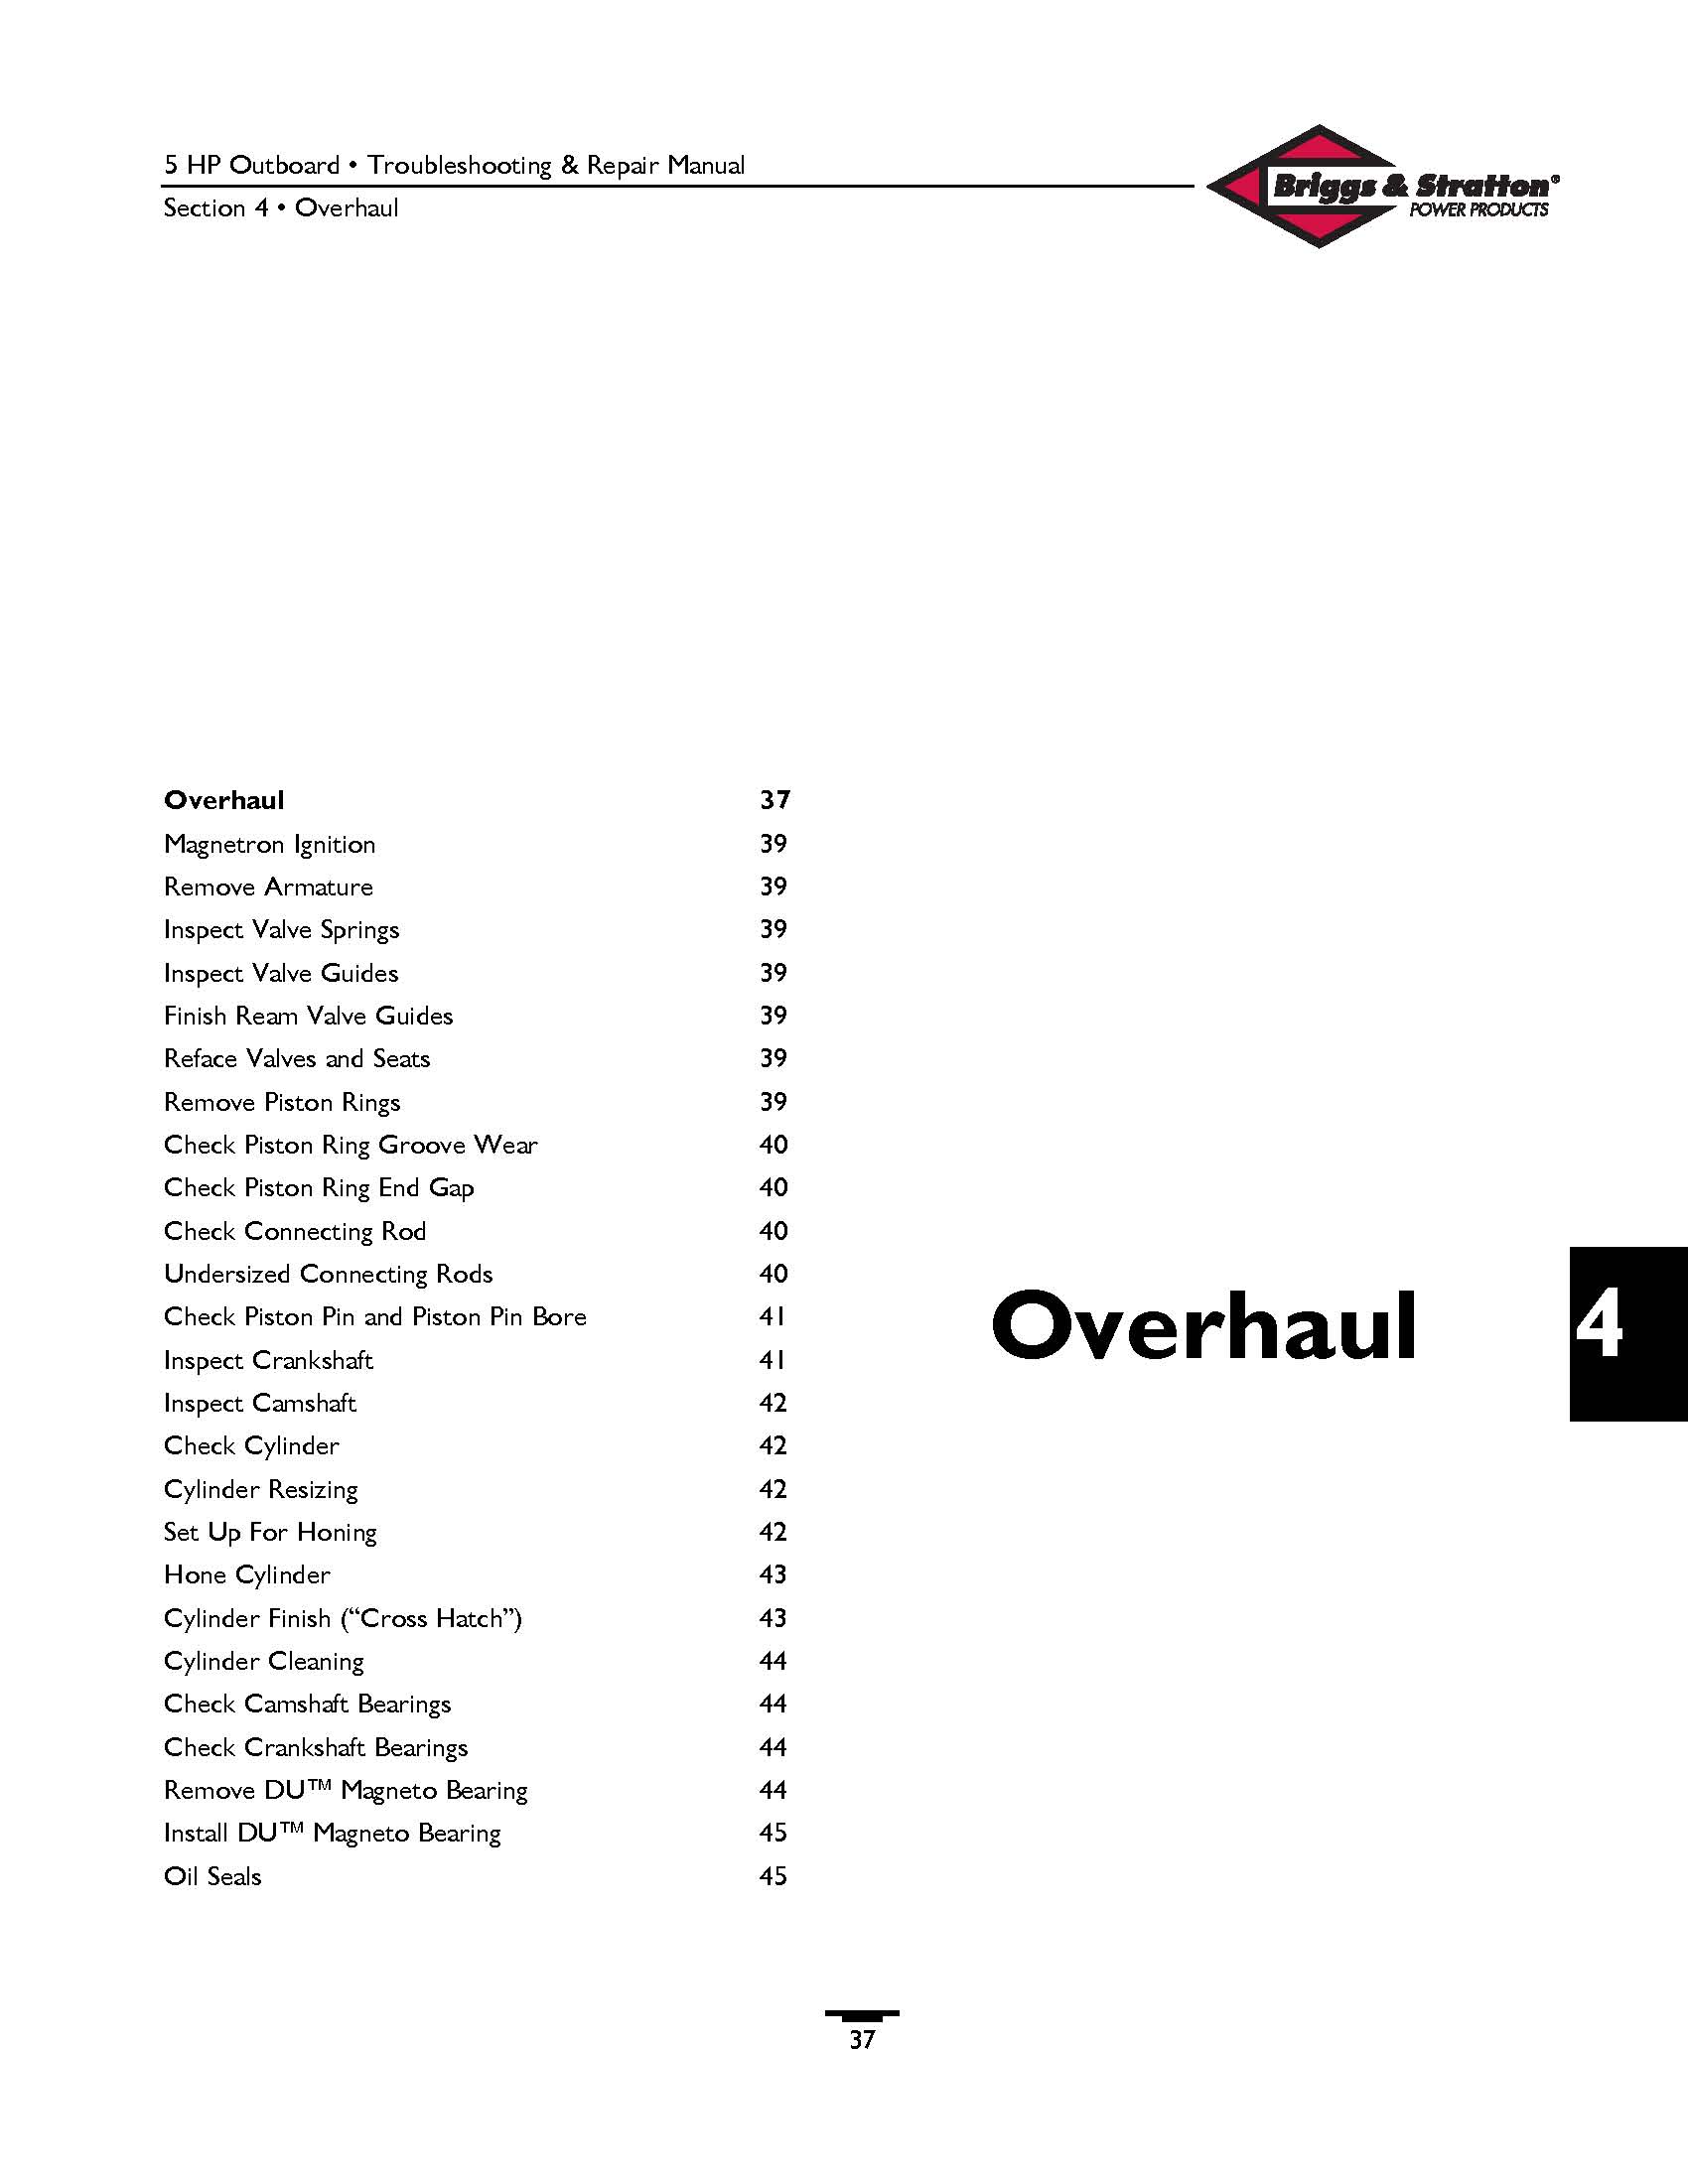 5 HP Outboard • Troubleshooting & Repair Manual
Section 4 • Overhaul
Briggs & Stratton®
POWER PRODUCTS
Overhaul 37
Magnetron Ignition 39
Remove Armature 39
Inspect Valve Springs 39
Inspect Valve Guides 39
Finish Ream Valve Guides 39
Reface Valves and Seats 39
Remove Piston Rings 39
Check Piston Ring Groove Wear 40
Check Piston Ring End Gap 40
Check Connecting Rod 40
Undersized Connecting Rods 40
Check Piston Pin and Piston Pin Bore 41
Inspect Crankshaft 41
Inspect Camshaft 42
Check Cylinder 42
Cylinder Resizing 42
Set Up For Honing 42
Hone Cylinder 43
Cylinder Finish (“Cross Hatch”) 43
Cylinder Cleaning 44
Check Camshaft Bearings 44
Check Crankshaft Bearings 44
Remove DU™ Magneto Bearing 44
Install DU™ Magneto Bearing 45
Oil Seals 45
Overhaul
4
37